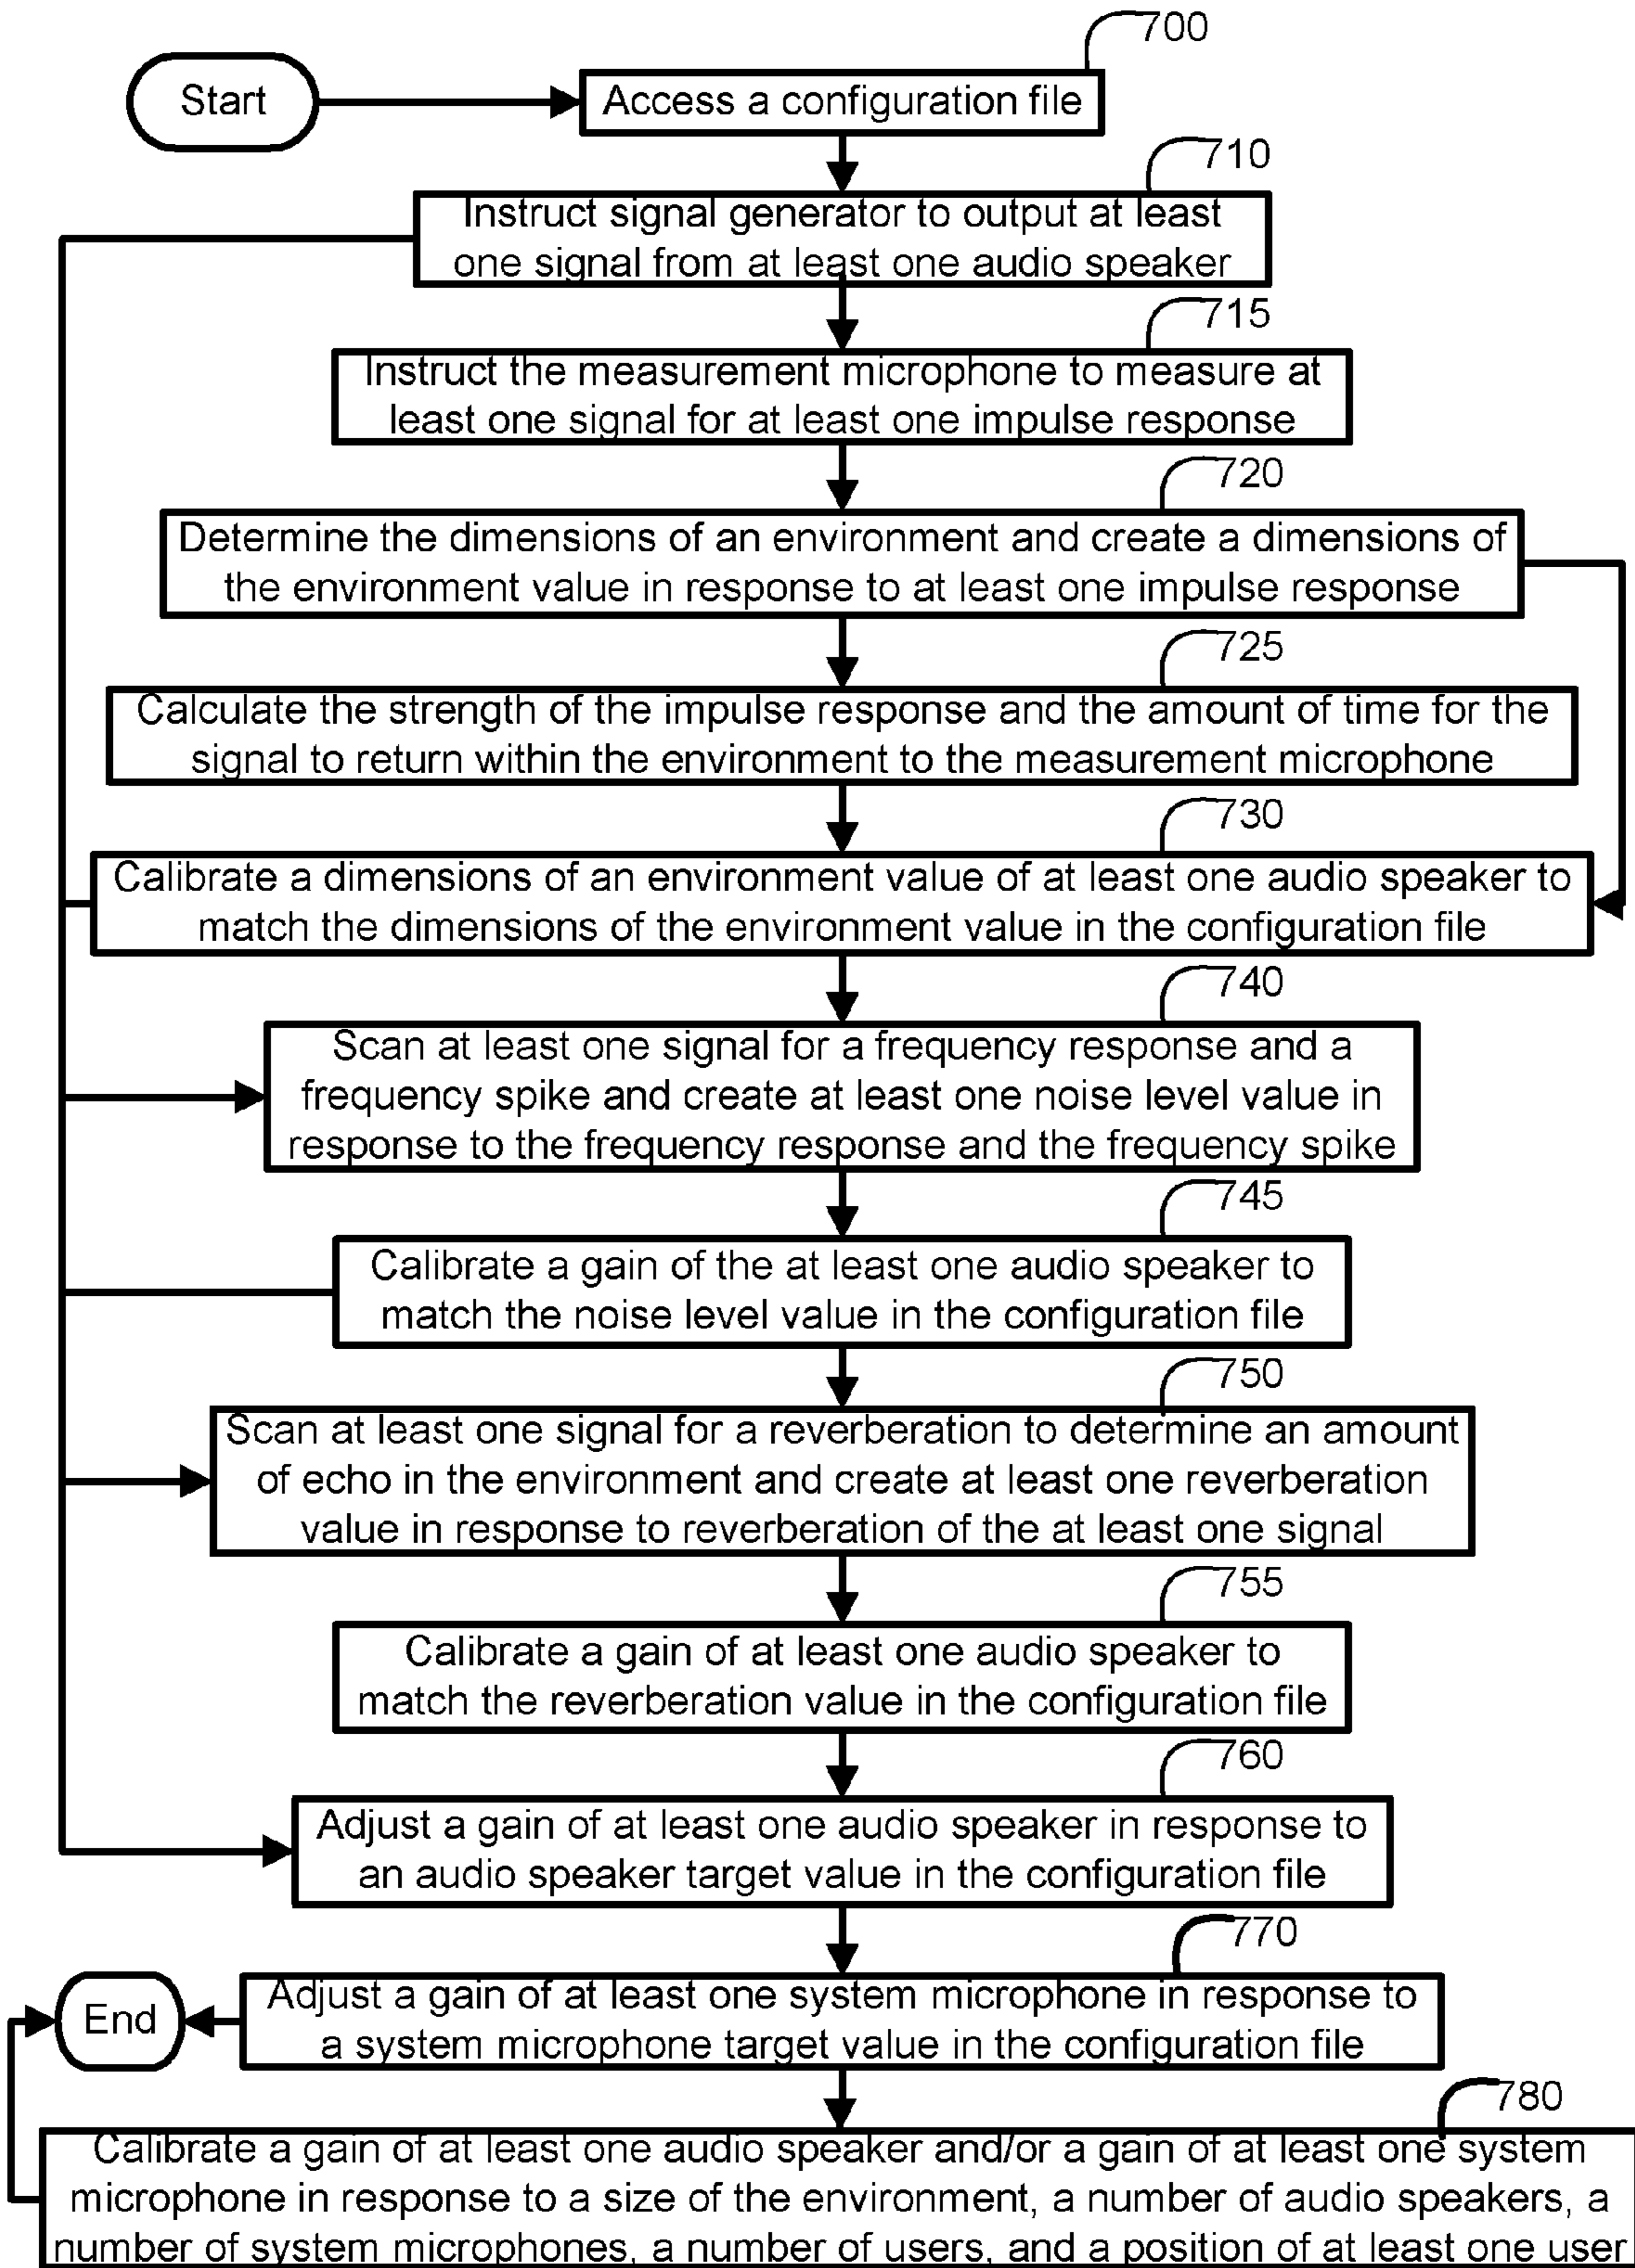 700
Start
Access a configuration file
710
Instruct signal generator to output at least
one signal from at least one audio speaker
715
Instruct the measurement microphone to measure at
least one signal for at least one impulse response
720
Determine the dimensions of an environment and create a dimensions of
the environment value in response to at least one impulse response
725
Calculate the strength of the impulse response and the amount of time for the
signal to return within the environment to the measurement microphone
730
Calibrate a dimensions of an environment value of at least one audio speaker to
match the dimensions of the environment value in the configuration file
740
Scan at least one signal for a frequency response and a
frequency spike and create at least one noise level value in
response to the frequency response and the frequency spike
745
Calibrate a gain of the at least one audio speaker to
match the noise level value in the configuration file
750
Scan at least one signal for a reverberation to determine an amount
of echo in the environment and create at least one reverberation
value in response to reverberation of the at least one signal
755
Calibrate a gain of at least one audio speaker to
match the reverberation value in the configuration file
760
Adjust a gain of at least one audio speaker in response to
an audio speaker target value in the configuration file
770
End
Adjust a gain of at least one system microphone in response to
a system microphone target value in the configuration file
780
Calibrate a gain of at least one audio speaker and/or a gain of at least one system
microphone in response to a size of the environment, a number of audio speakers, a
number of system microphones, a number of users, and a position of at least one user